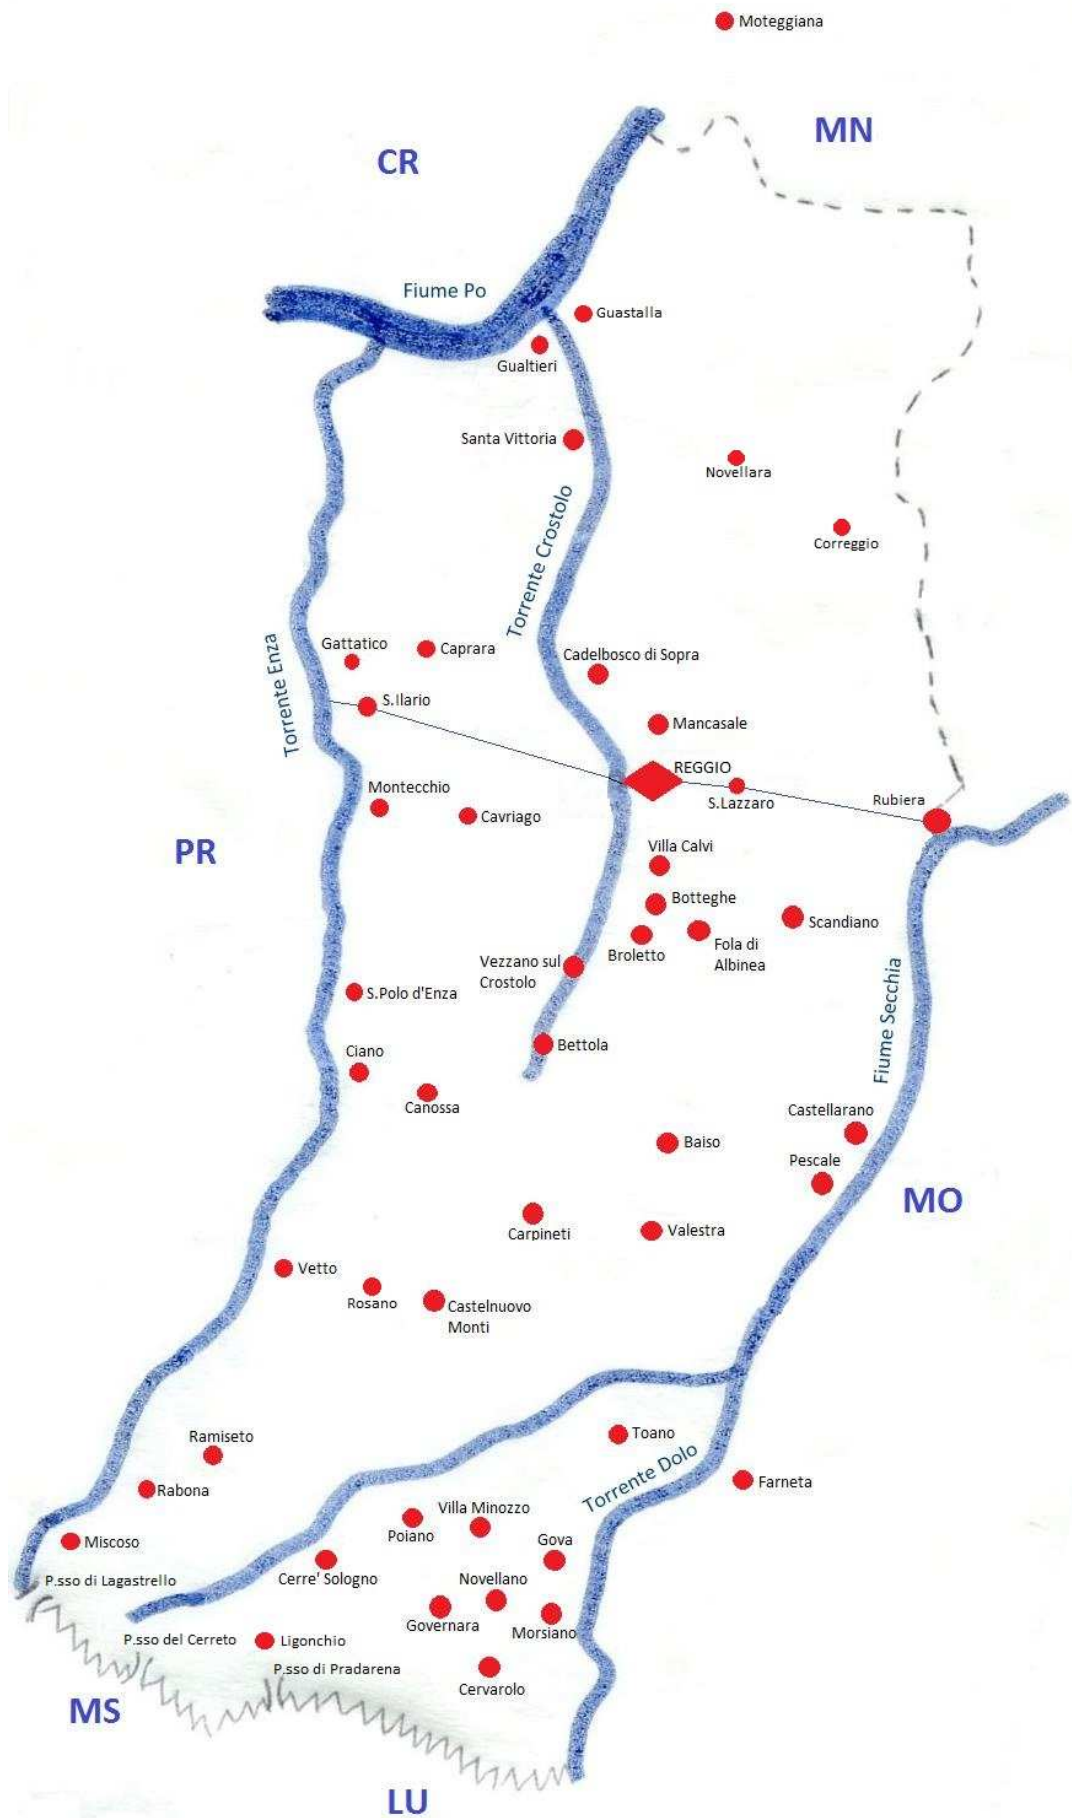 Moteggiana
MN
CR
Fiume Po
Guastalla
Gualtieri
Santa Vittoria
Novellara
Torrente Crostolo
Correggio
Torrente Enza
Gattatico
Caprara
Cadelbosco di Sopra
S.Ilario
Mancasale
REGGIO
S.Lazzaro
Rubiera
Montecchio
Cavriago
PR
Villa Calvi
Botteghe
Scandiano
Broletto
Fola di
Albinea
Vezzano sul
Crostolo
Fiume Secchia
S.Polo d'Enza
Bettola
Ciano
Canossa
Castellarano
Baiso
Pescale
MO
Carpineti
Valestra
Vetto
Rosano
Castelnuovo
Monti
Ramiseto
Toano
Rabona
Torrente Dolo
Farneta
Villa Minozzo
Poiano
Miscoso
Gova
P.sso di Lagastrello
Cerre' Sologno
Novellano
Governara
Morsiano
P.sso del Cerreto
Ligonchio
P.sso di Pradarena
Cervarolo
MS
LU